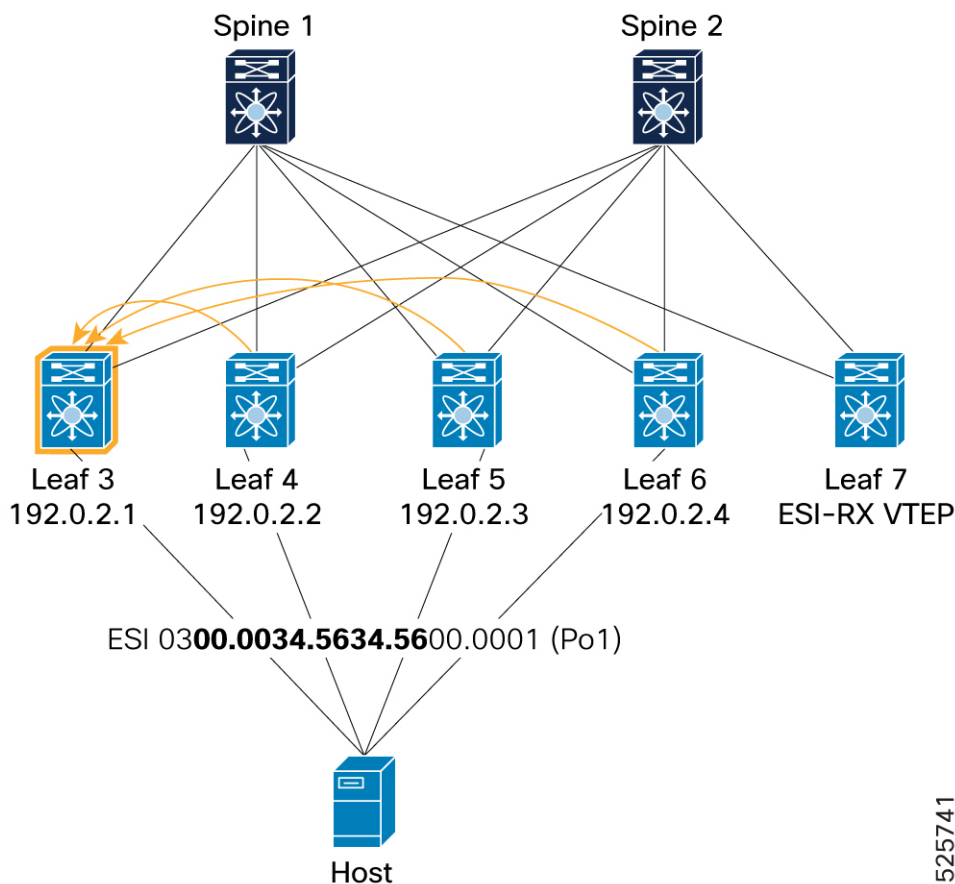 Spine 1
Spine 2
Leaf 3
192.0.2.1
Leaf 4
192.0.2.2
Leaf 5
192.0.2.3
Leaf 6
192.0.2.4
Leaf 7
ESI-RX VTEP
ESI 0300.0034.5634.5600.0001 (Po1)
Host
525741